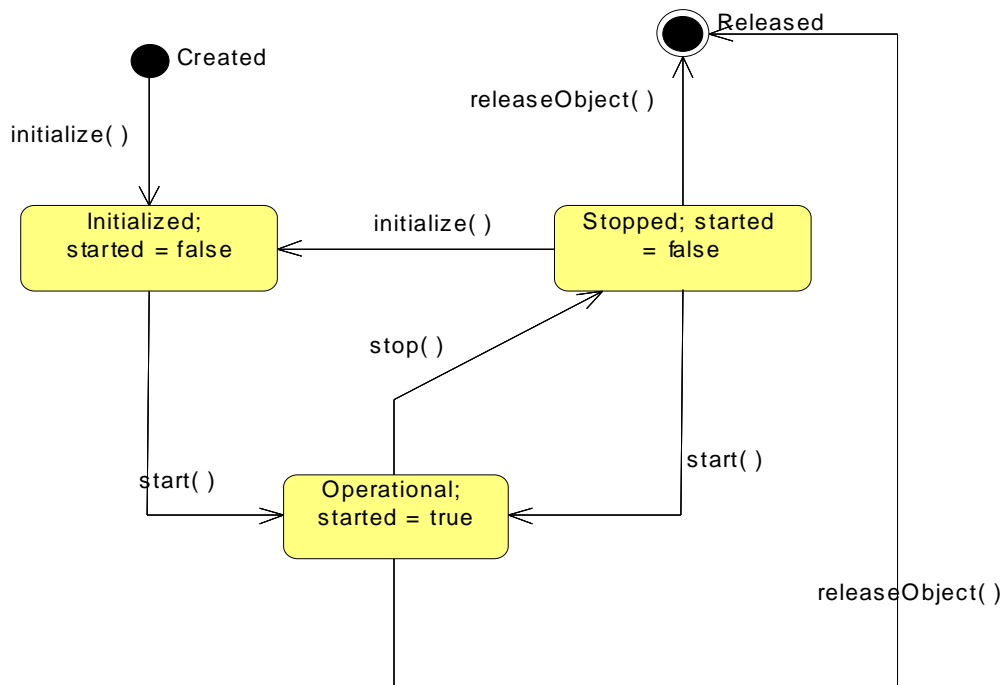 Created
Released
releaseObject( )
initialize( )
Initialized;
started = false
initialize( )
Stopped; started
= false
stop( )
start( )
start( )
Operational;
started = true
releaseObject( )